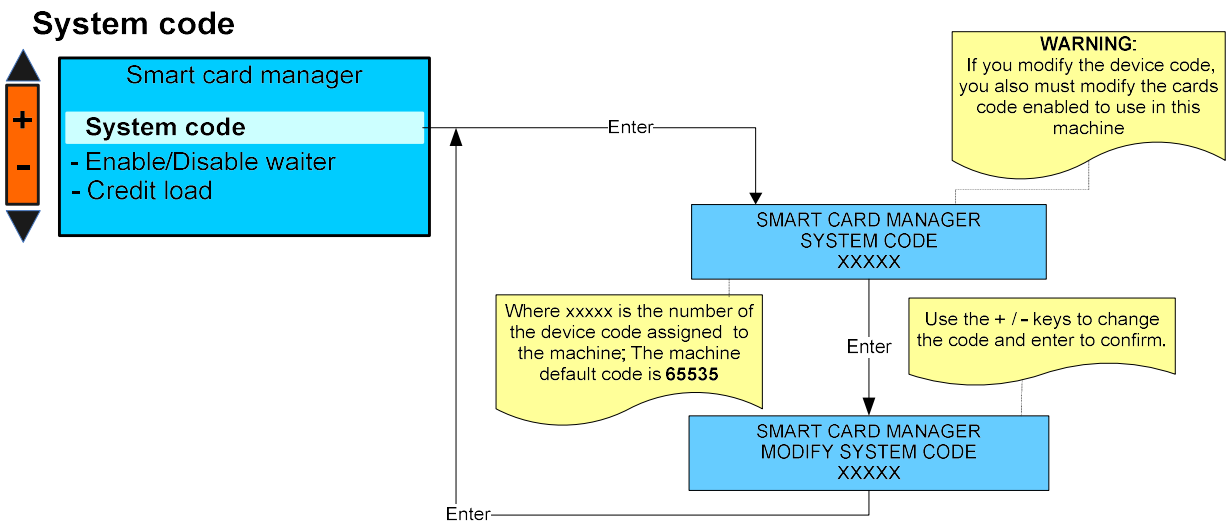 System code
Smart card manager
System code
- Enable/Disable waiter
- Credit load
+
-
Enter
WARNING:
If you modify the device code,
you also must modify the cards
code enabled to use in this
machine
SMART CARD MANAGER
SYSTEM CODE
XXXXX
Where xxxxx is the number of
the device code assigned to
the machine; The machine
default code is 65535
Enter
Use the + / - keys to change
the code and enter to confirm.
SMART CARD MANAGER
MODIFY SYSTEM CODE
XXXXX
Enter